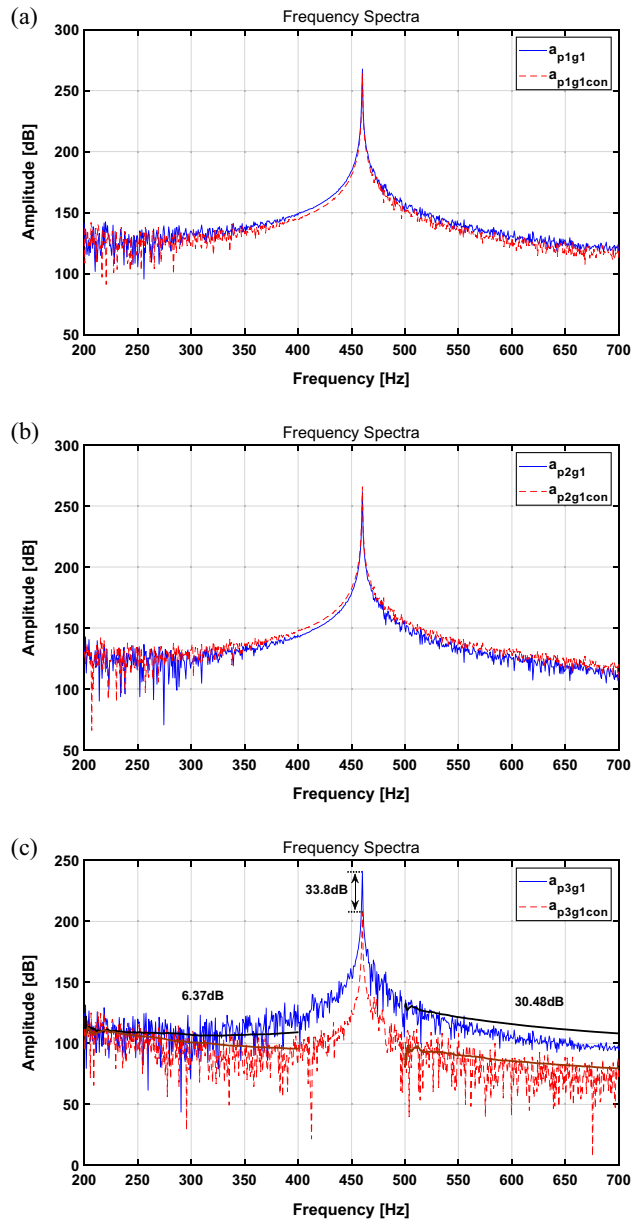 (a)
Frequency Spectra
300
250
200
150
100
50
Amplitude [dB]
a_p1g1
a_p1g1con
200 250 300 350 400 450 500 550 600 650 700
Frequency [Hz]
(b)
Frequency Spectra
300
250
200
150
100
50
Amplitude [dB]
a_p2g1
a_p2g1con
200 250 300 350 400 450 500 550 600 650 700
Frequency [Hz]
(c)
Frequency Spectra
250
200
150
100
50
0
Amplitude [dB]
33.8dB
6.37dB
30.48dB
a_p3g1
a_p3g1con
200 250 300 350 400 450 500 550 600 650 700
Frequency [Hz]